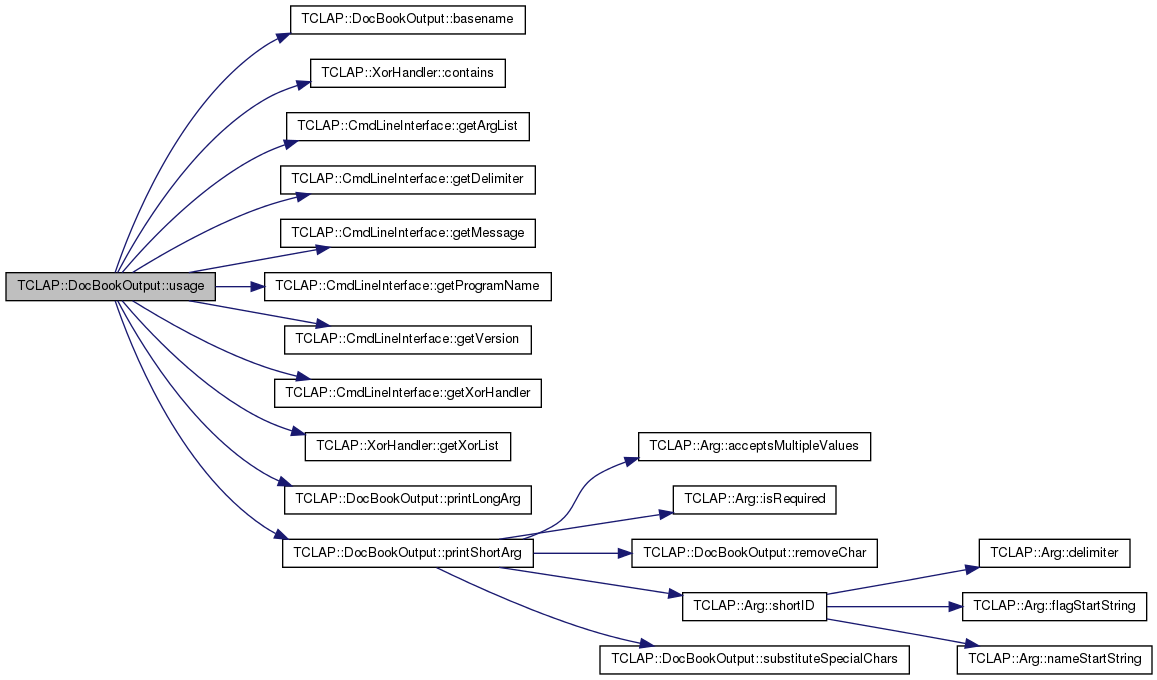 TCLAP::DocBookOutput::basename
TCLAP::XorHandler::contains
TCLAP::CmdLineInterface::getArgList
TCLAP::CmdLineInterface::getDelimiter
TCLAP::CmdLineInterface::getMessage
TCLAP::DocBookOutput::usage
TCLAP::CmdLineInterface::getProgramName
TCLAP::CmdLineInterface::getVersion
TCLAP::CmdLineInterface::getXorHandler
TCLAP::XorHandler::getXorList
TCLAP::Arg::acceptsMultipleValues
TCLAP::DocBookOutput::printLongArg
TCLAP::Arg::isRequired
TCLAP::DocBookOutput::printShortArg
TCLAP::DocBookOutput::removeChar
TCLAP::Arg::delimiter
TCLAP::Arg::shortID
TCLAP::Arg::flagStartString
TCLAP::DocBookOutput::substituteSpecialChars
TCLAP::Arg::nameStartString